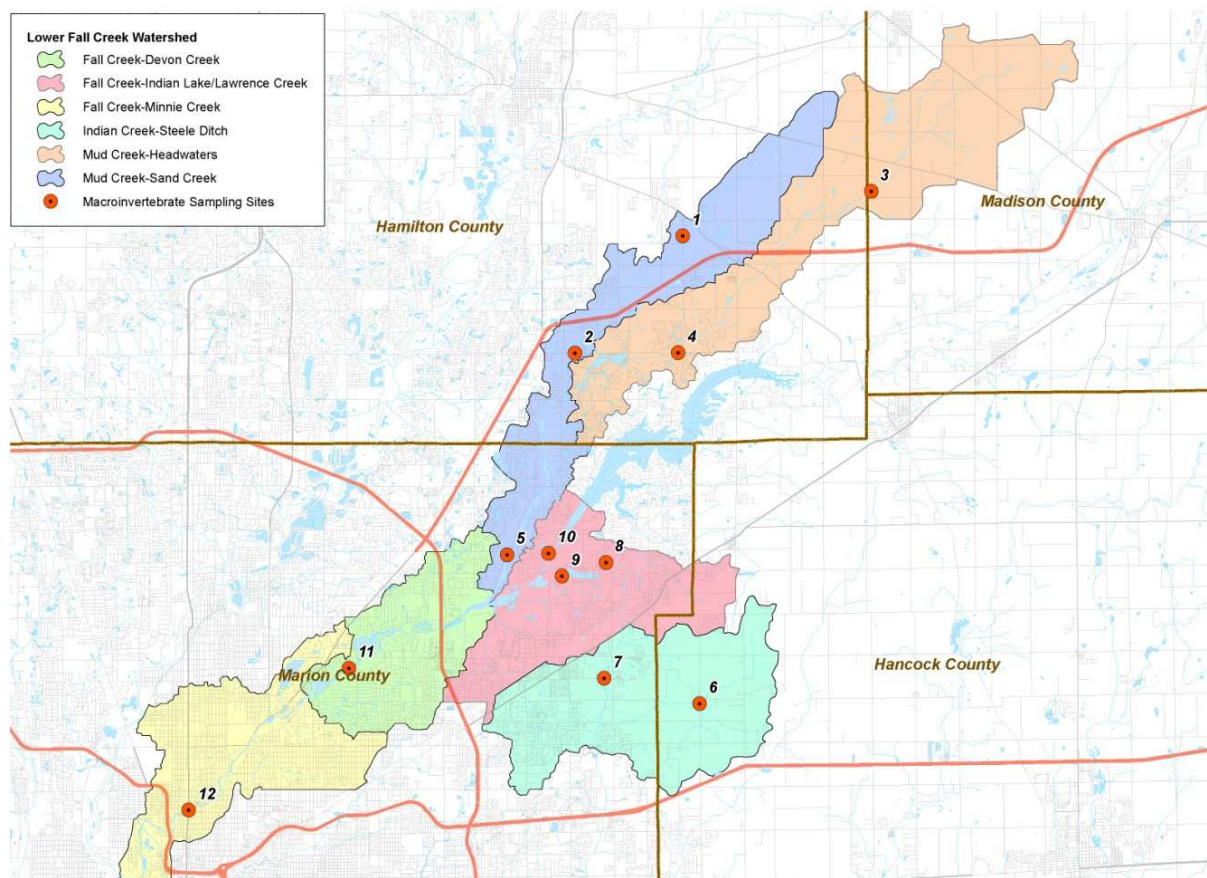 Lower Fall Creek Watershed
Fall Creek-Devon Creek
Fall Creek-Indian Lake/Lawrence Creek
Fall Creek-Minnie Creek
Indian Creek-Steele Ditch
Mud Creek-Headwaters
Mud Creek-Sand Creek
Macroinvertebrate Sampling Sites
3
Madison County
Hamilton County
1
2
4
5
10
8
9
11
Marion County
7
6
Hancock County
12